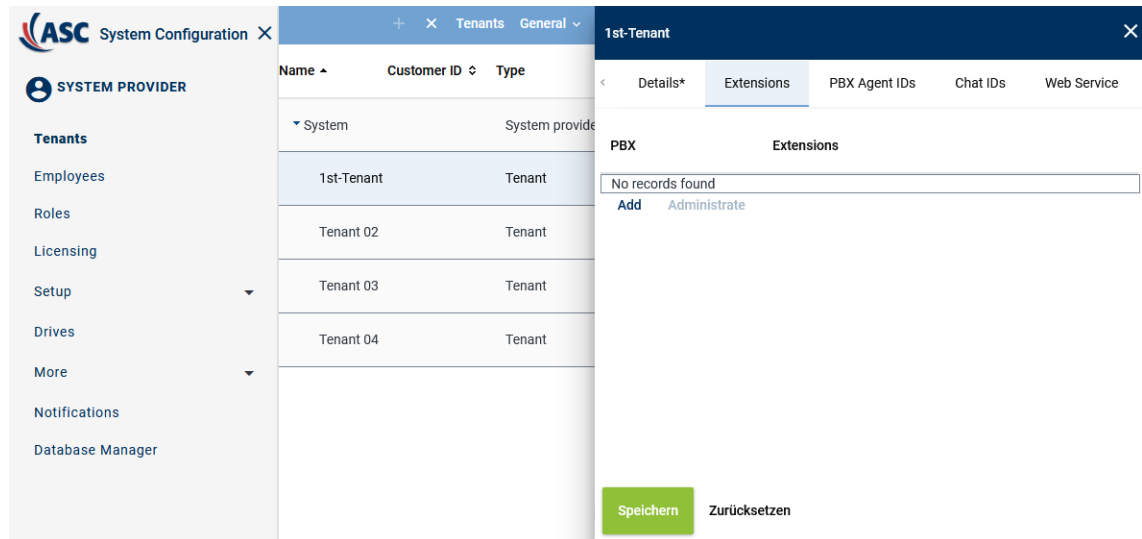 ASC System Configuration
SYSTEM PROVIDER
Tenants
Employees
Roles
Licensing
Setup
Drives
More
Notifications
Database Manager
Tenants General
Name Customer ID Type
System System provide
1st-Tenant Tenant
Tenant 02 Tenant
Tenant 03 Tenant
Tenant 04 Tenant
1st-Tenant
Details* Extensions PBX Agent IDs Chat IDs Web Service
PBX Extensions
No records found
Add Administrate
Speichern Zurücksetzen